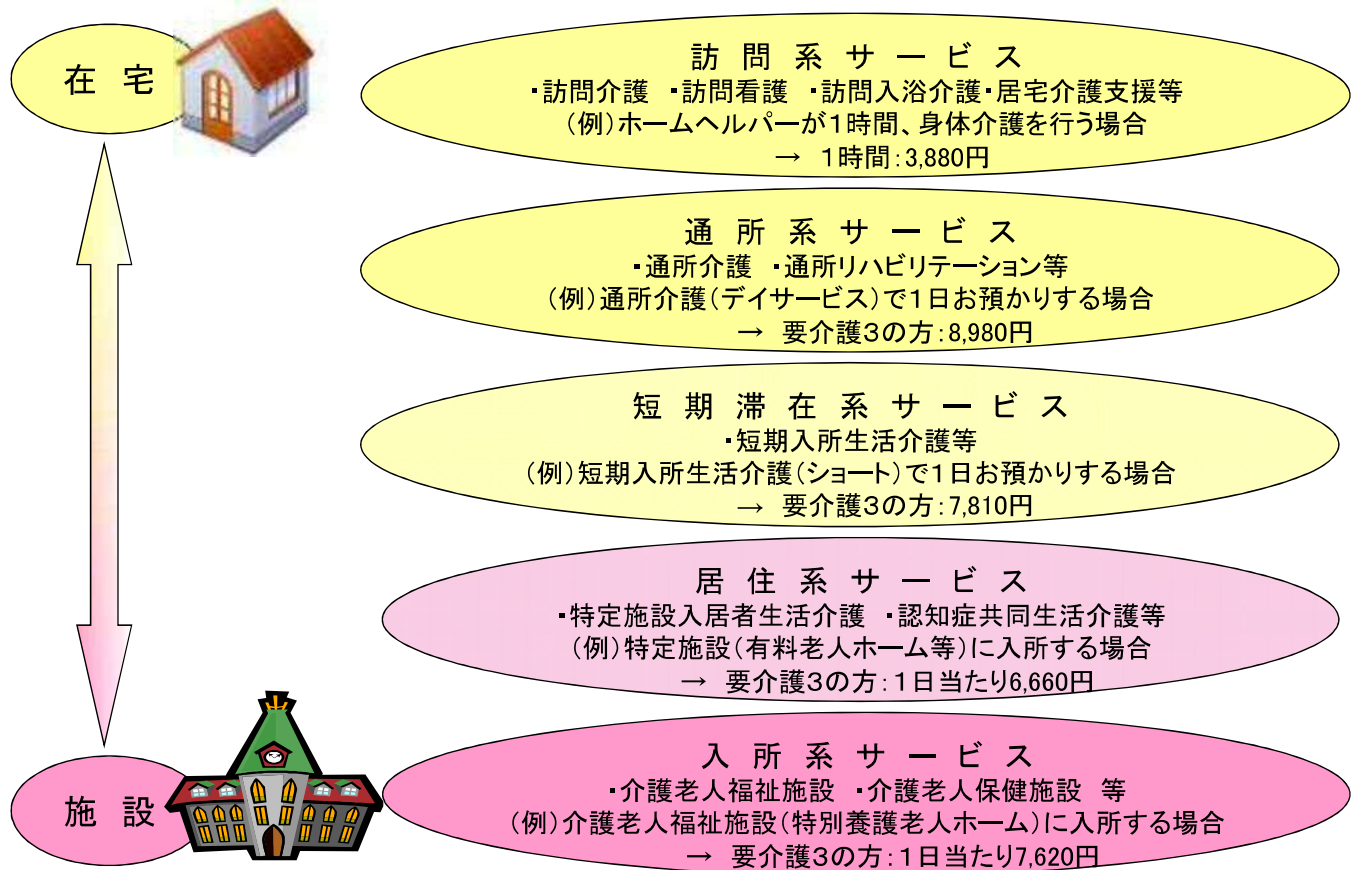 在 宅
訪 問 系 サ ー ビ ス
・訪問介護 ・訪問看護 ・訪問入浴介護・居宅介護支援等
(例)ホームヘルパーが1時間、身体介護を行う場合
→ 1時間:3,880円
通 所 系 サ ー ビ ス
・通所介護 ・通所リハビリテーション等
(例)通所介護(デイサービス)で1日お預かりする場合
→ 要介護3の方:8,980円
短 期 滞 在 系 サ ー ビ ス
・短期入所生活介護等
(例)短期入所生活介護(ショート)で1日お預かりする場合
→ 要介護3の方:7,810円
居 住 系 サ ー ビ ス
・特定施設入居者生活介護 ・認知症共同生活介護等
(例)特定施設(有料老人ホーム等)に入所する場合
→ 要介護3の方:1日当たり6,660円
施 設
入 所 系 サ ー ビ ス
・介護老人福祉施設 ・介護老人保健施設 等
(例)介護老人福祉施設(特別養護老人ホーム)に入所する場合
→ 要介護3の方:1日当たり7,620円